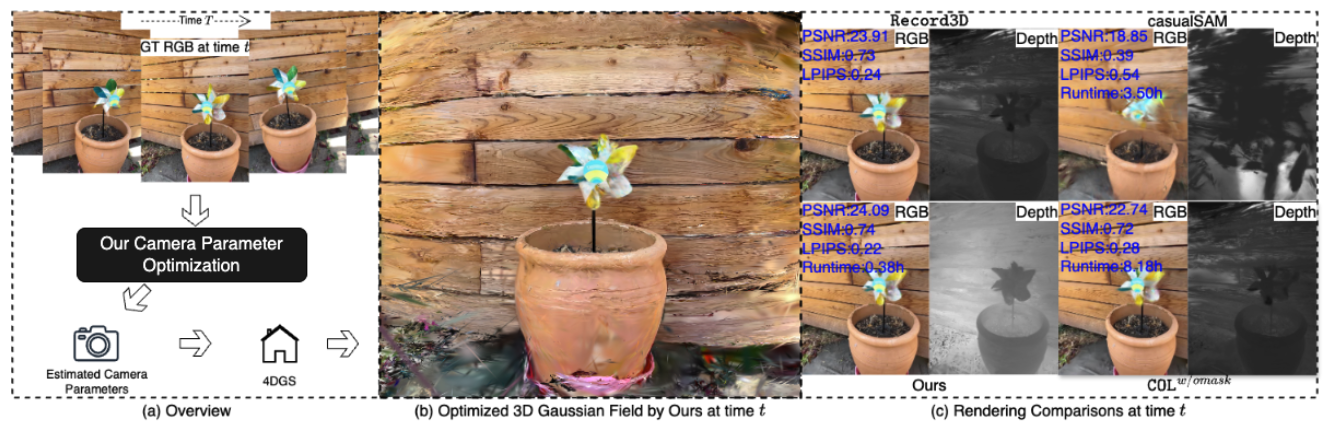 Time T
GT RGB at time t
Our Camera Parameter
Optimization
Estimated Camera
Parameters
4DGS
(a) Overview
(b) Optimized 3D Gaussian Field by Ours at time t
Record3D
PSNR:23.91
SSIM:0.73
LPIPS:0.24
RGB
Depth
casualSAM
PSNR:18.85
SSIM:0.39
LPIPS:0.54
Runtime:3.50h
RGB
Depth
PSNR:24.09
SSIM:0.74
LPIPS:0.22
Runtime:0.38h
RGB
Depth
Ours
PSNR:22.74
SSIM:0.72
LPIPS:0.28
Runtime:8.18h
RGB
Depth
COL w/omask
(c) Rendering Comparisons at time t